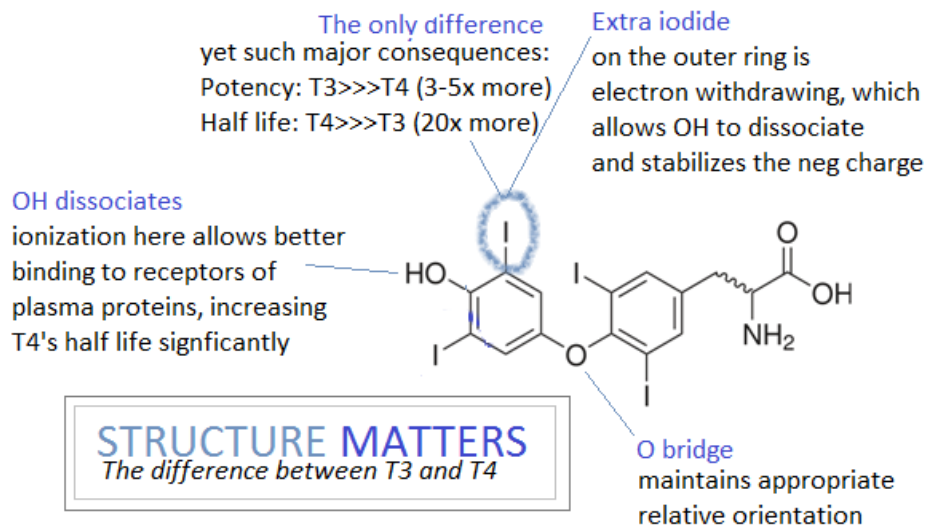 The only difference
yet such major consequences:
Potency: T3>>>T4 (3-5x more)
Half life: T4>>>T3 (20x more)
Extra iodide
on the outer ring is
electron withdrawing, which
allows OH to dissociate
and stabilizes the neg charge
OH dissociates
ionization here allows better
binding to receptors of
plasma proteins, increasing
T4's half life signficantly
I
HO
I
I
O
I
O
OH
NH2
O bridge
maintains appropriate
relative orientation
STRUCTURE MATTERS
The difference between T3 and T4